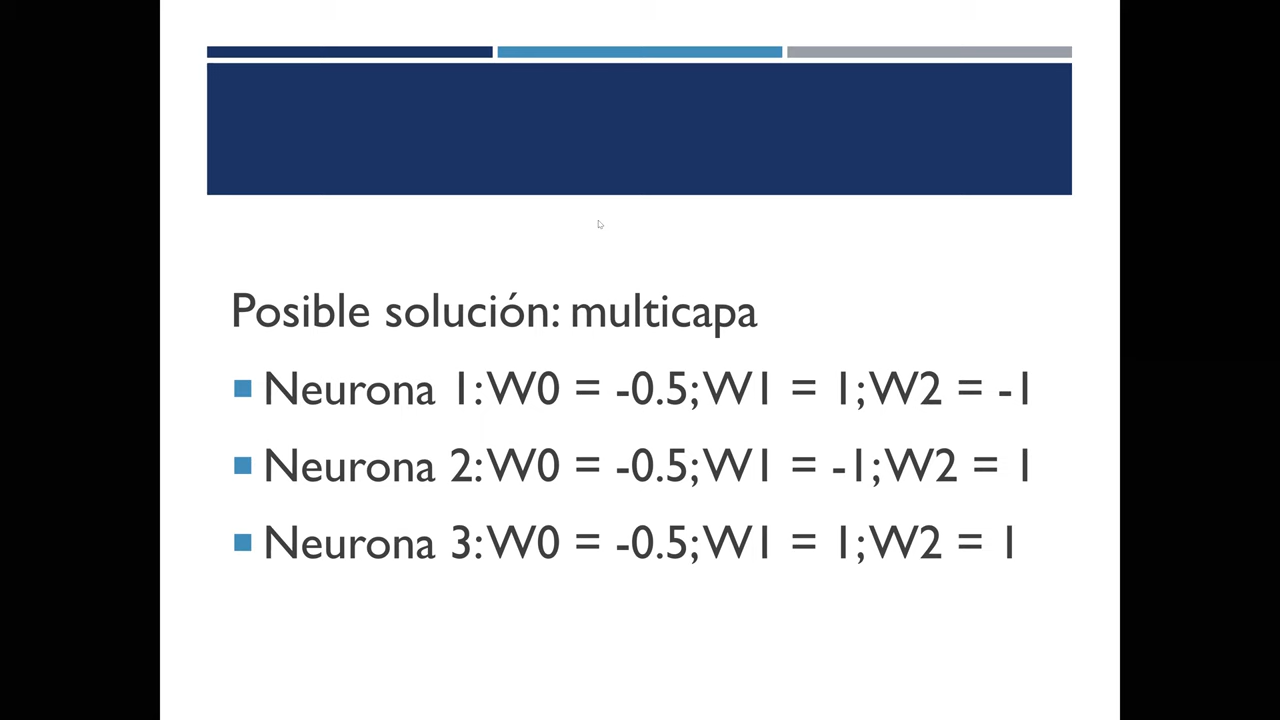 Posible solución: multicapa
Neurona 1: W0 = -0.5; W1 = 1; W2 = -1
Neurona 2: W0 = -0.5; W1 = -1; W2 = 1
Neurona 3: W0 = -0.5; W1 = 1; W2 = 1